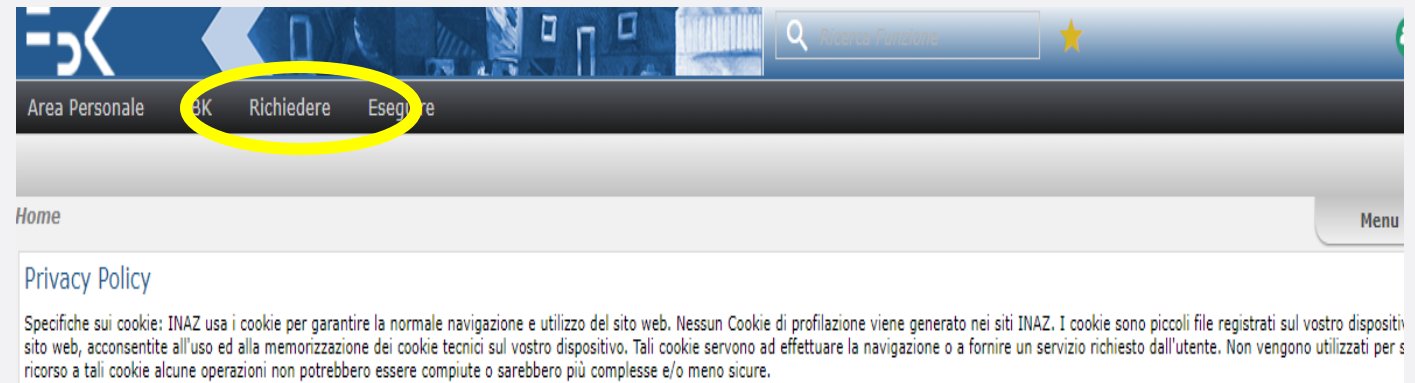 FBK
Ricerca Funzione
Area Personale BK Richiedere Eseguire
Home
Menu
Privacy Policy
Specifiche sui cookie: INAZ usa i cookie per garantire la normale navigazione e utilizzo del sito web. Nessun Cookie di profilazione viene generato nei siti INAZ. I cookie sono piccoli file registrati sul vostro dispositiv
sito web, acconsentite all'uso ed alla memorizzazione dei cookie tecnici sul vostro dispositivo. Tali cookie servono ad effettuare la navigazione o a fornire un servizio richiesto dall'utente. Non vengono utilizzati per s
ricorso a tali cookie alcune operazioni non potrebbero essere compiute o sarebbero più complesse e/o meno sicure.